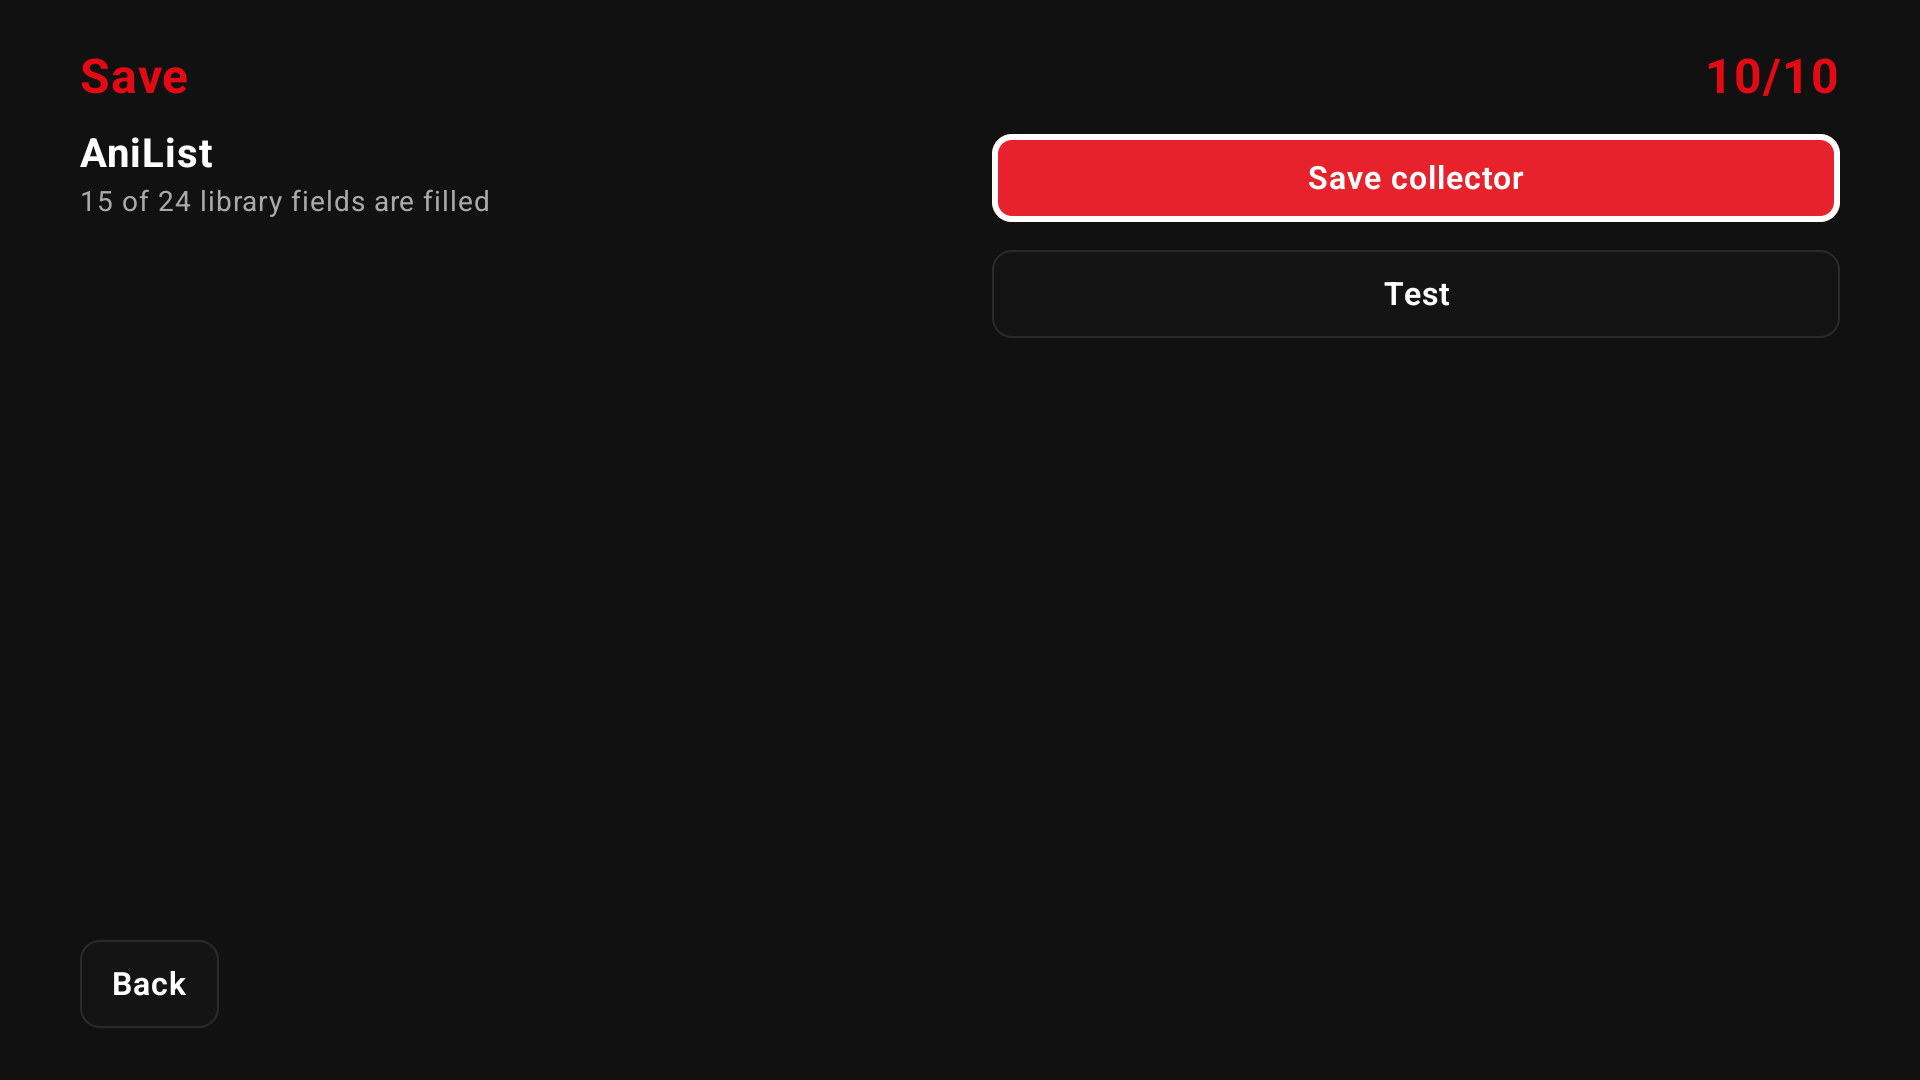 Save
10/10
AniList
15 of 24 library fields are filled
Save collector
Test
Back